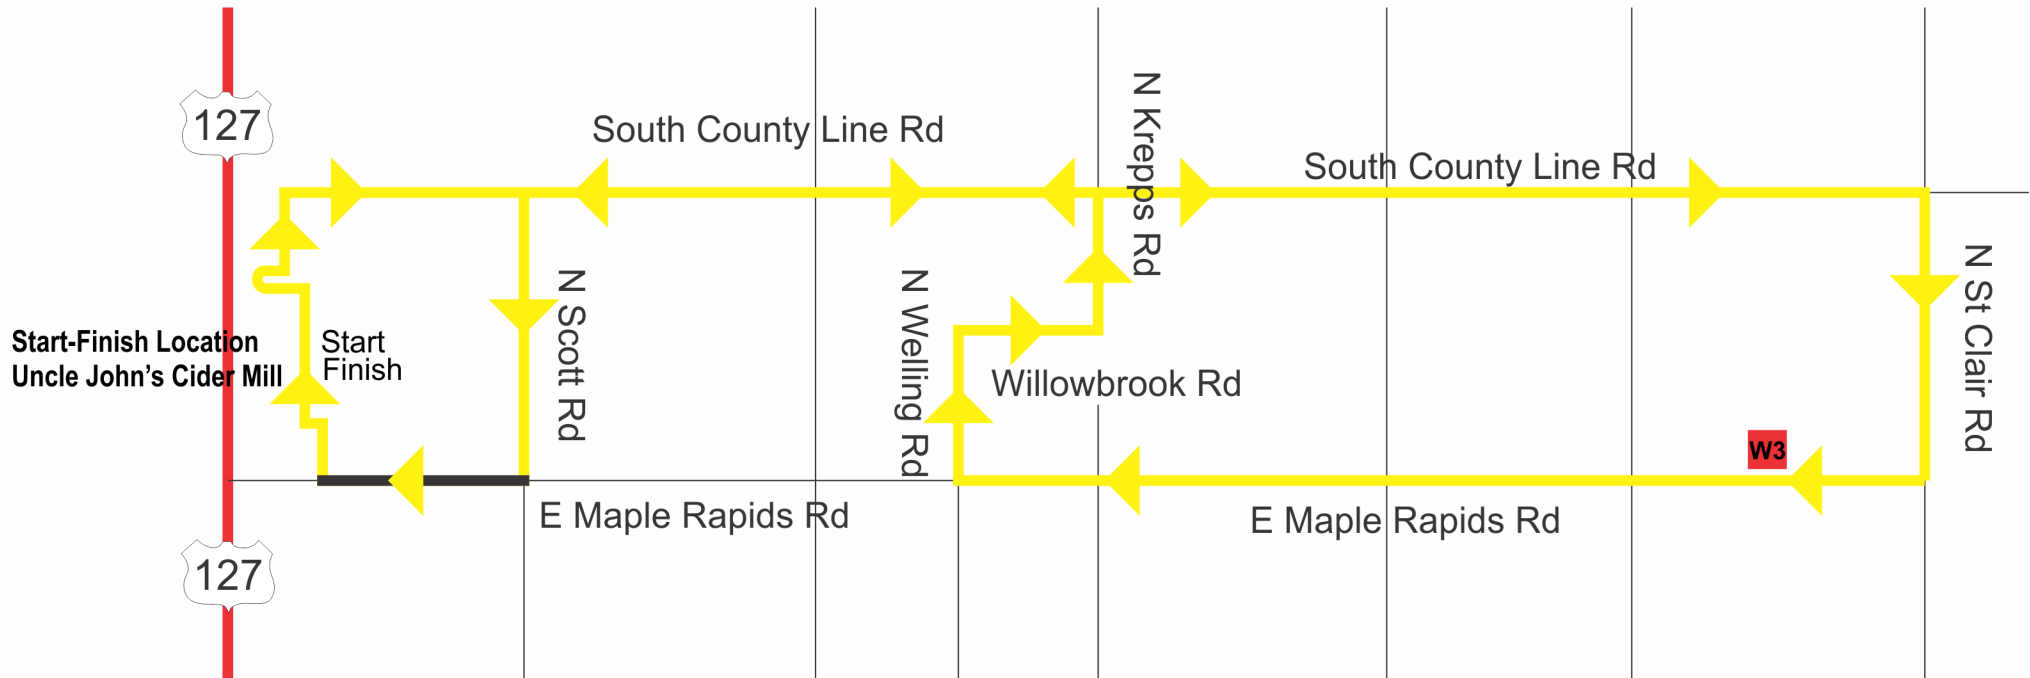 127
South County Line Rd
N Krepps Rd
South County Line Rd
N Scott Rd
N Welling Rd
N St Clair Rd
Start-Finish Location
Uncle John's Cider Mill
Start
Finish
Willowbrook Rd
W3
E Maple Rapids Rd
E Maple Rapids Rd
127